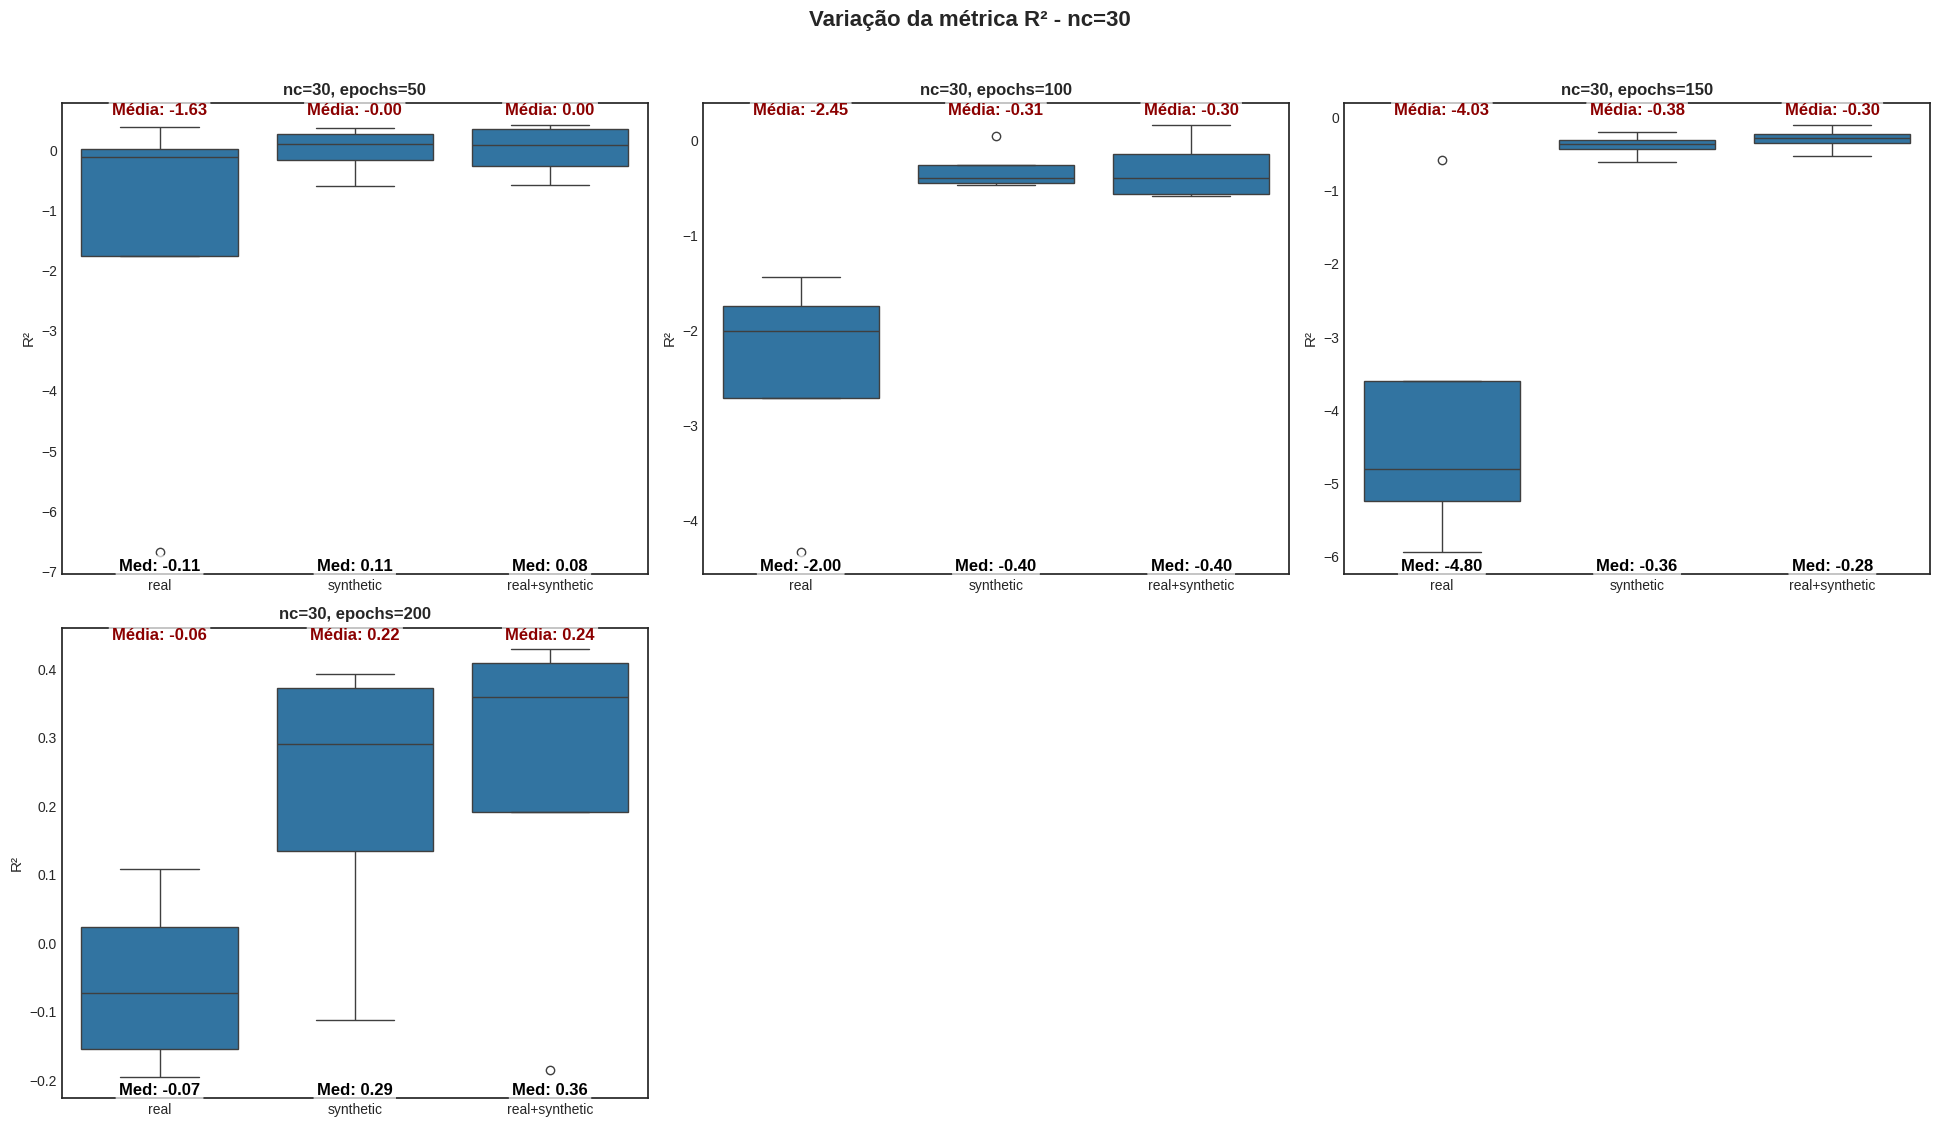 Variação da métrica R² - nc=30
nc=30, epochs=50
Média: -1.63 Média: -0.00 Média: 0.00
0
−1
−2
−3
−4
−5
−6
−7
R²
Med: -0.11 Med: 0.11 Med: 0.08
real synthetic real+synthetic
nc=30, epochs=100
Média: -2.45 Média: -0.31 Média: -0.30
0
−1
−2
−3
−4
R²
Med: -2.00 Med: -0.40 Med: -0.40
real synthetic real+synthetic
nc=30, epochs=150
Média: -4.03 Média: -0.38 Média: -0.30
0
−1
−2
−3
−4
−5
−6
R²
Med: -4.80 Med: -0.36 Med: -0.28
real synthetic real+synthetic
nc=30, epochs=200
Média: -0.06 Média: 0.22 Média: 0.24
0.4
0.3
0.2
0.1
0.0
−0.1
−0.2
R²
Med: -0.07 Med: 0.29 Med: 0.36
real synthetic real+synthetic